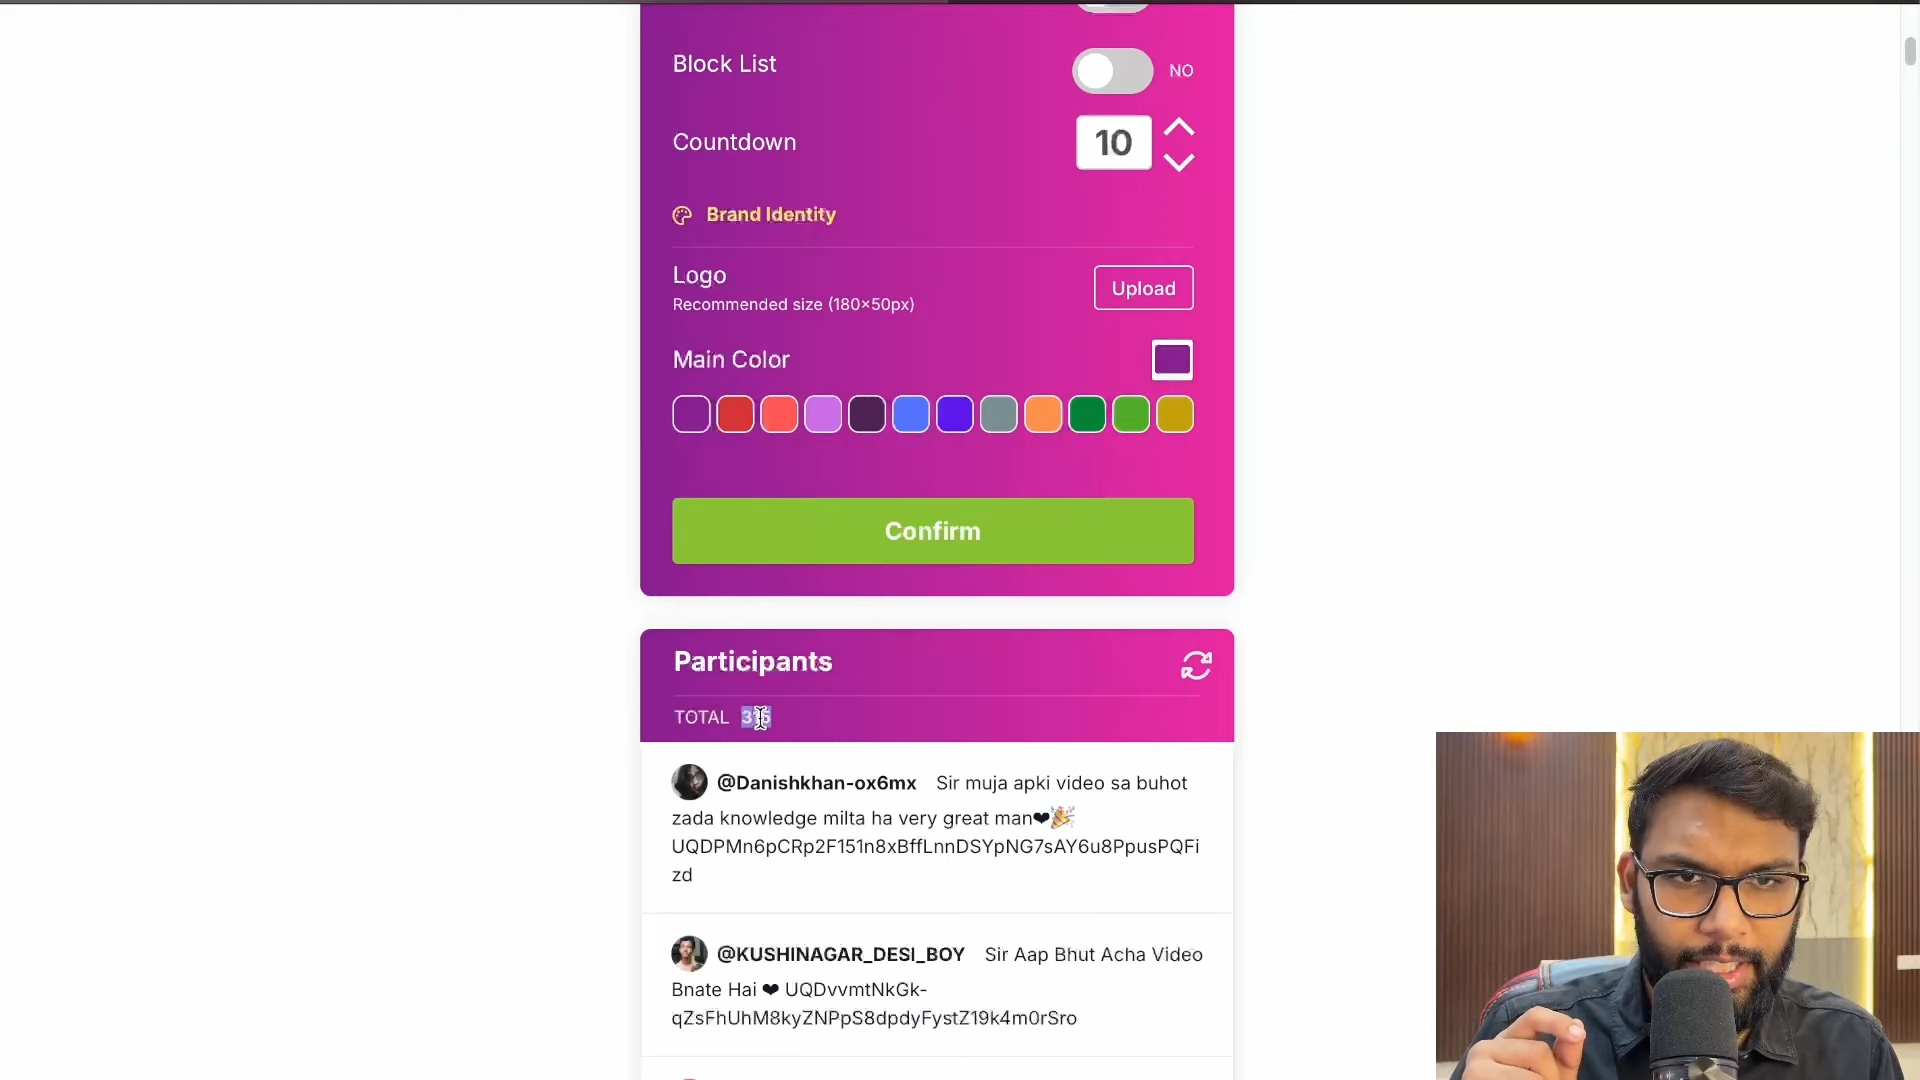 Block List
NO
Countdown
10
Brand Identity
Logo
Recommended size (180×50px)
Upload
Main Color
Confirm
Participants
TOTAL
@Danishkhan-ox6mx Sir muja apki video sa buhot
zada knowledge milta ha very great man❤🎉
UQDPMn6pCRp2F151n8xBffLnnDSYpNG7sAY6u8PpusPQFi
zd
@KUSHINAGAR_DESI_BOY Sir Aap Bhut Acha Video
Bnate Hai ❤ UQDvvmtNkGk-
qZsFhUhM8kyZNPpS8dpdyFystZ19k4m0rSro